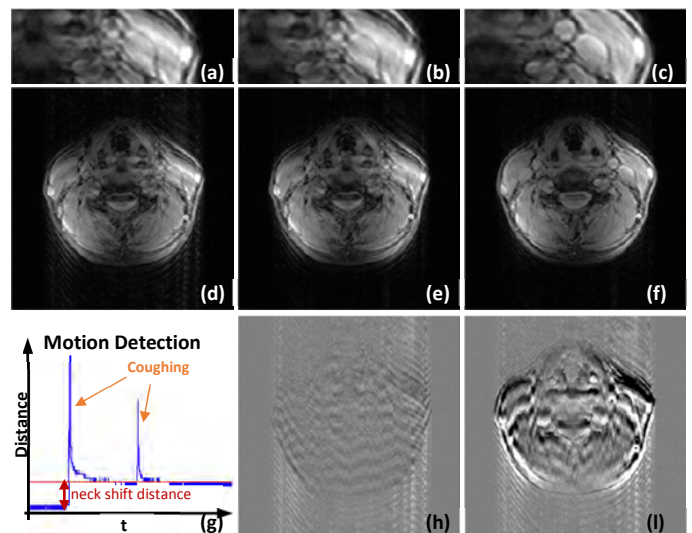 (a)
(b)
(c)
(d)
(e)
(f)
Motion Detection
Coughing
Distance
neck shift distance
t
(g)
(h)
(l)